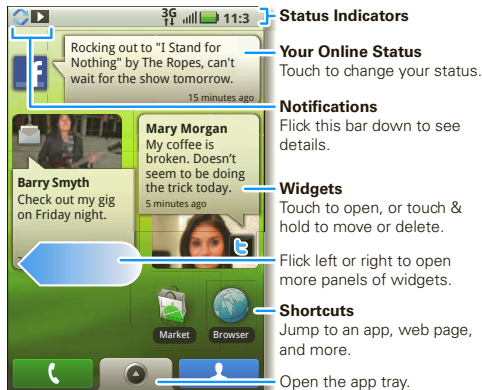 3G
11:3
Rocking out to "I Stand for
Nothing" by The Ropes, can't
wait for the show tomorrow.
15 minutes ago
Mary Morgan
My coffee is
broken. Doesn't
seem to be doing
the trick today.
5 minutes ago
Barry Smyth
Check out my gig
on Friday night.
Market
Browser
Status Indicators
Your Online Status
Touch to change your status.
Notifications
Flick this bar down to see
details.
Widgets
Touch to open, or touch &
hold to move or delete.
Flick left or right to open
more panels of widgets.
Shortcuts
Jump to an app, web page,
and more.
Open the app tray.